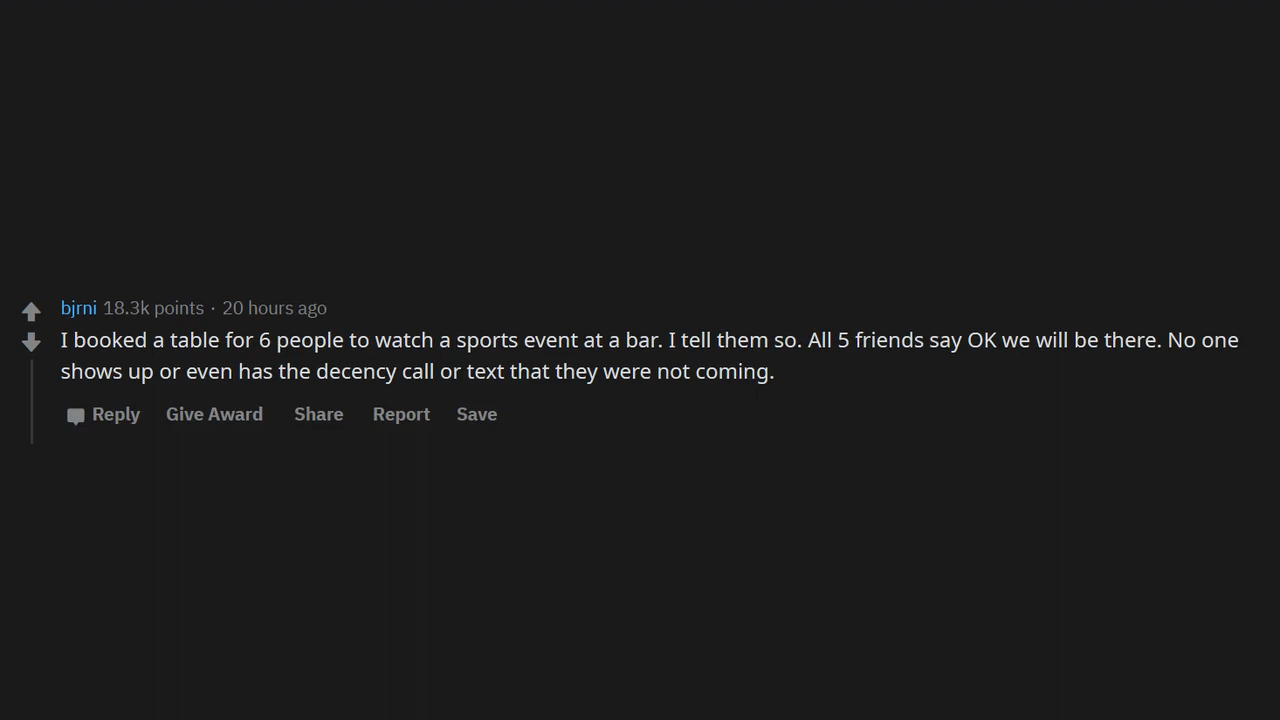 bjrni 18.3k points · 20 hours ago
I booked a table for 6 people to watch a sports event at a bar. I tell them so. All 5 friends say OK we will be there. No one
shows up or even has the decency call or text that they were not coming.
Reply Give Award Share Report Save